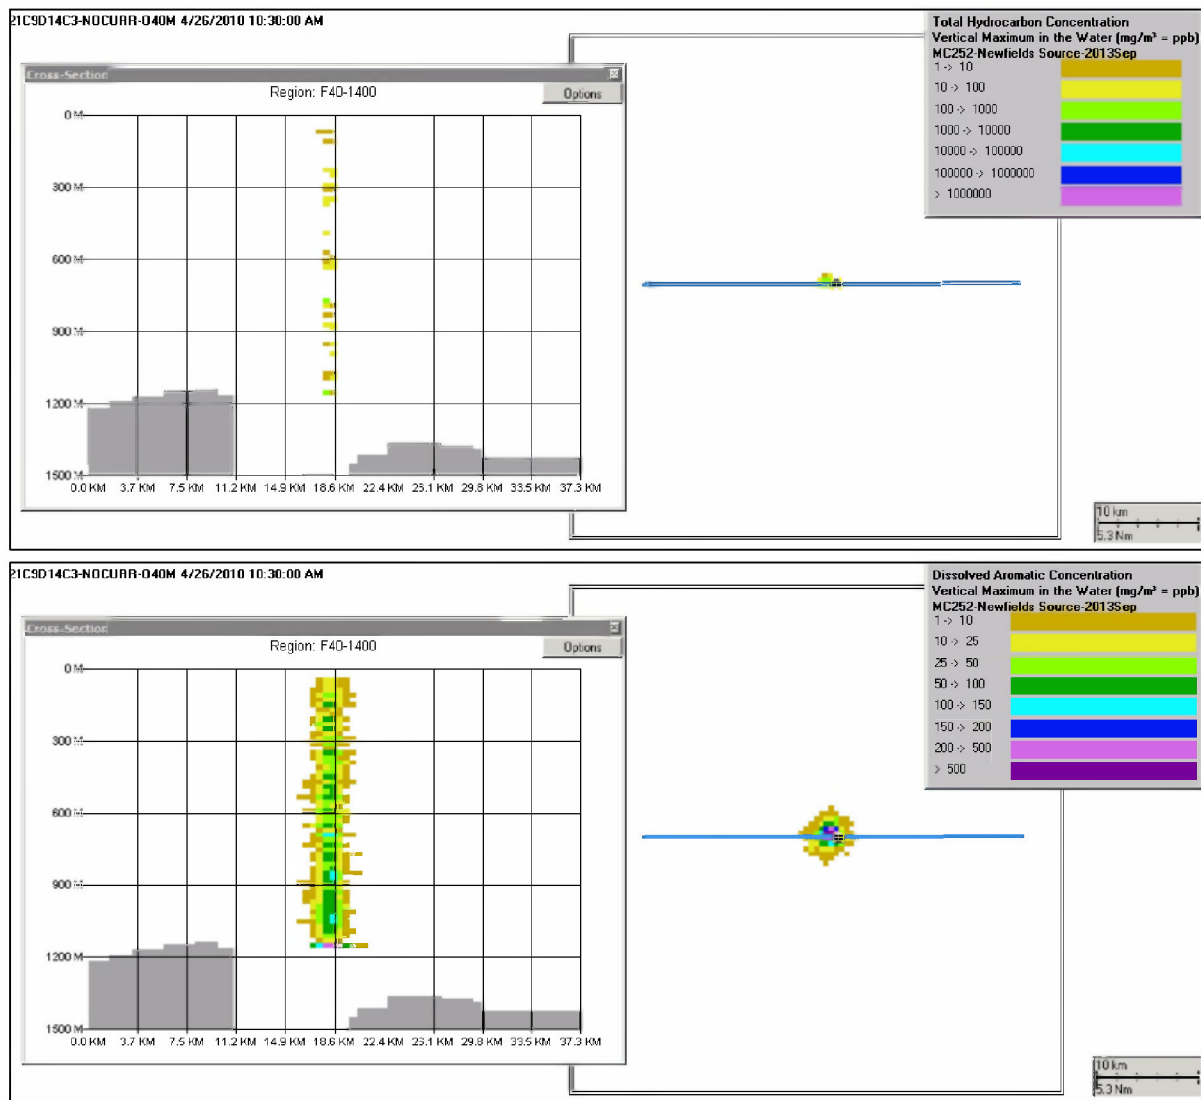 21C9D14C3-NOCURR-O40M 4/26/2010 10:30:00 AM
Total Hydrocarbon Concentration
Vertical Maximum in the Water (mg/m³ = ppb)
MC252-Newfields Source-2013Sep
1 -> 10
10 -> 100
100 -> 1000
1000 -> 10000
10000 -> 100000
100000 -> 1000000
> 1000000
Cross-Section
Region: F40-1400
Options
0 M
300 M
600 M
900 M
1200 M
1500 M
0.0 KM 3.7 KM 7.5 KM 11.2 KM 14.9 KM 18.6 KM 22.4 KM 26.1 KM 29.8 KM 33.5 KM 37.3 KM
10 km
5.3 Nm
21C9D14C3-NOCURR-O40M 4/26/2010 10:30:00 AM
Dissolved Aromatic Concentration
Vertical Maximum in the Water (mg/m³ = ppb)
MC252-Newfields Source-2013Sep
1 -> 10
10 -> 25
25 -> 50
50 -> 100
100 -> 150
150 -> 200
200 -> 500
> 500
Cross-Section
Region: F40-1400
Options
0 M
300 M
600 M
900 M
1200 M
1500 M
0.0 KM 3.7 KM 7.5 KM 11.2 KM 14.9 KM 18.6 KM 22.4 KM 26.1 KM 29.8 KM 33.5 KM 37.3 KM
10 km
5.3 Nm